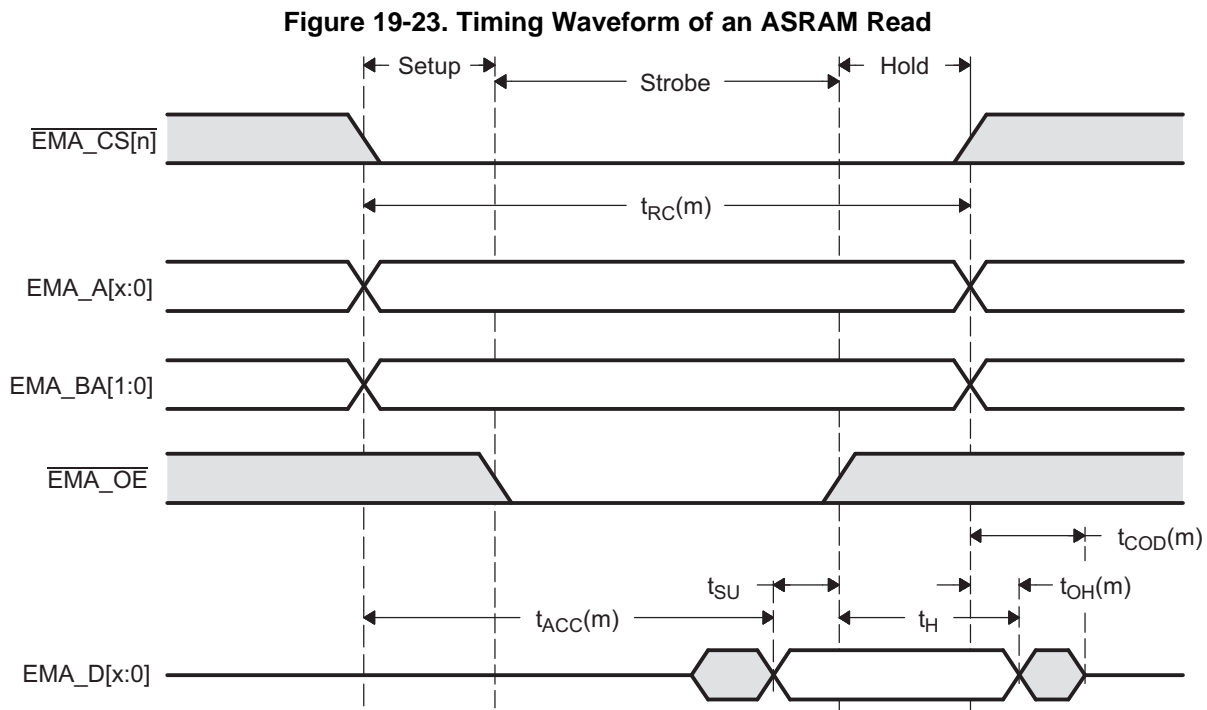 Figure 19-23. Timing Waveform of an ASRAM Read
Setup
Strobe
Hold
EMA_CS[n]
tRC(m)
EMA_A[x:0]
EMA_BA[1:0]
EMA_OE
tCOD(m)
tSU
tOH(m)
tACC(m)
tH
EMA_D[x:0]